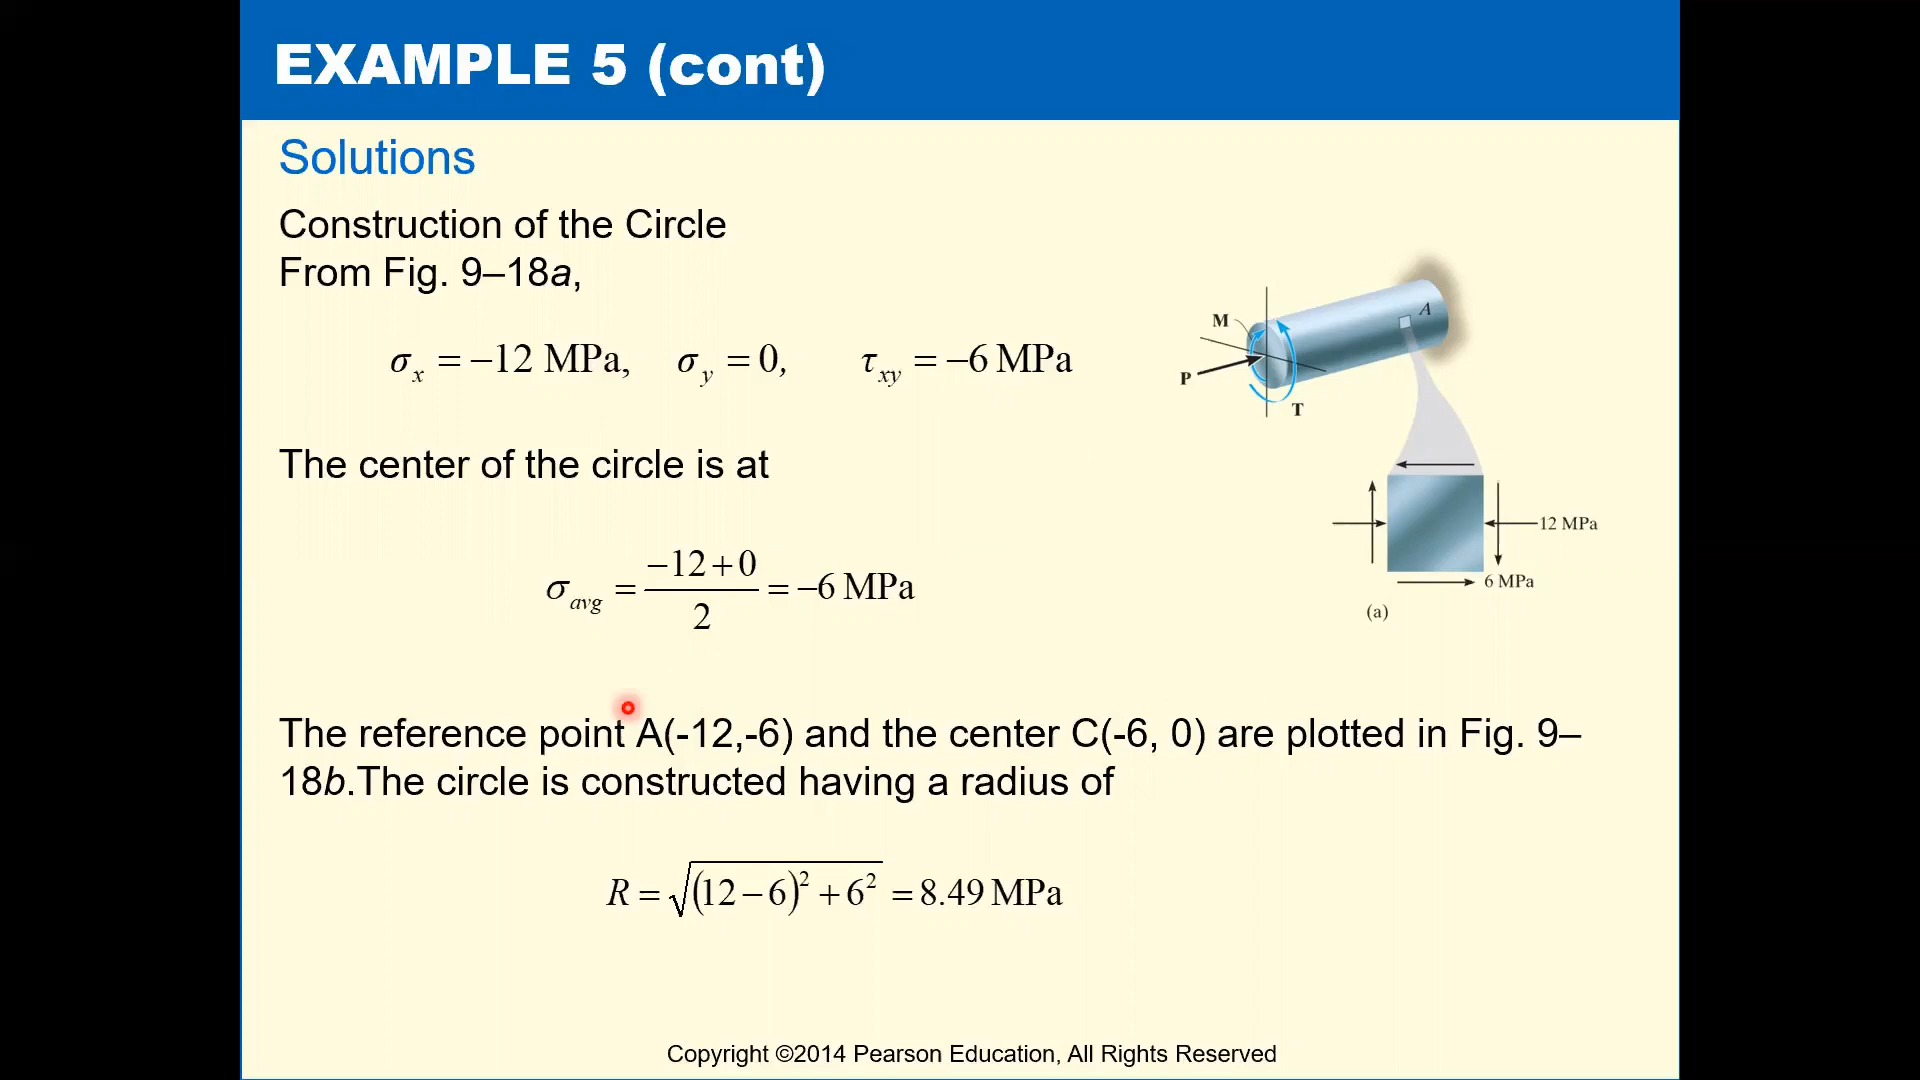 EXAMPLE 5 (cont)
Solutions
Construction of the Circle
From Fig. 9–18a,
σx = −12 MPa, σy = 0, τxy = −6 MPa
The center of the circle is at
σavg = (−12+0)/2 = −6 MPa
The reference point A(-12,-6) and the center C(-6, 0) are plotted in Fig. 9–
18b.The circle is constructed having a radius of
R = √((12−6)² + 6²) = 8.49 MPa
M
A
P
T
12 MPa
6 MPa
(a)
Copyright ©2014 Pearson Education, All Rights Reserved